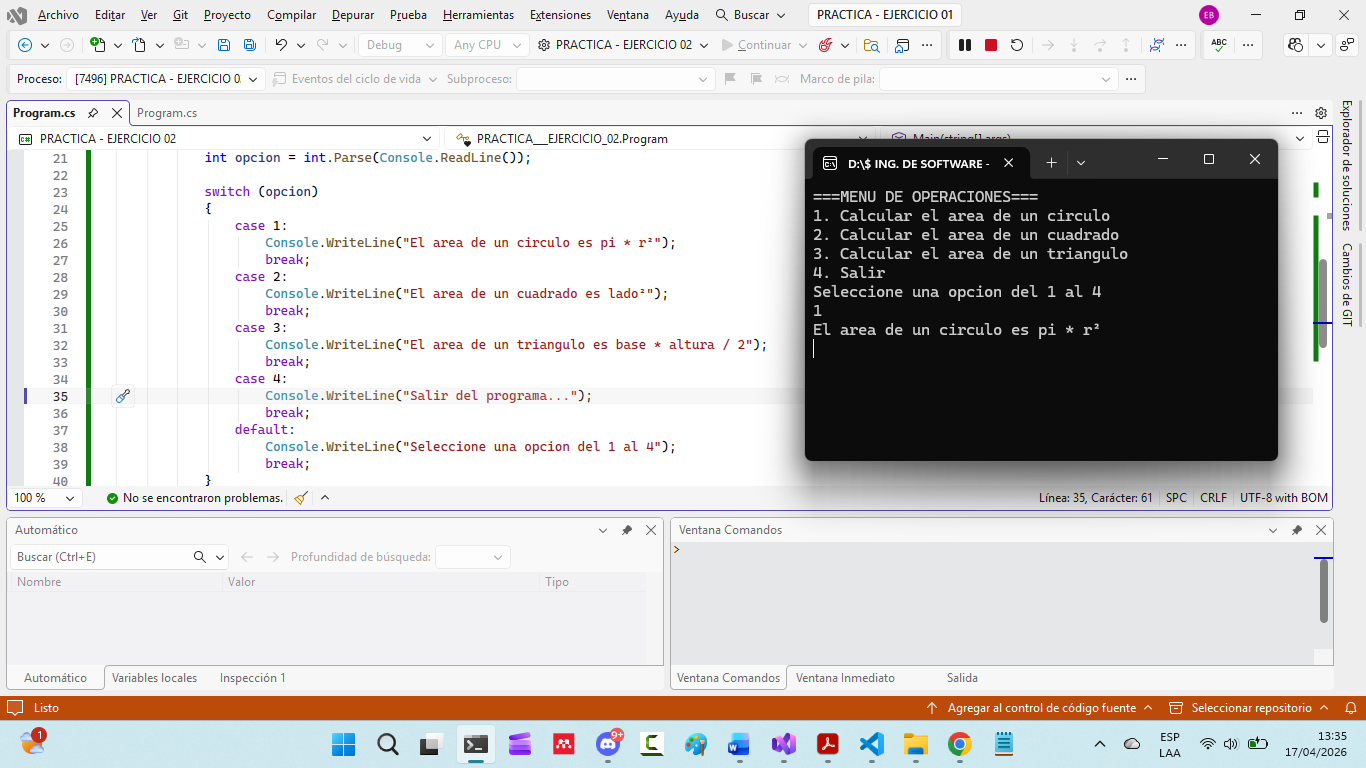 Archivo Editar Ver Git Proyecto Compilar Depurar Prueba Herramientas Extensiones Ventana Ayuda Buscar PRACTICA - EJERCICIO 01 EB
Debug Any CPU PRACTICA - EJERCICIO 02 Continuar ABC
Proceso: [7496] PRACTICA - EJERCICIO 0 Eventos del ciclo de vida Subproceso: Marco de pila:
Program.cs Program.cs
C# PRACTICA - EJERCICIO 02 PRACTICA___EJERCICIO_02.Program Main(string[] args)
21 int opcion = int.Parse(Console.ReadLine());
22
23 switch (opcion)
24 {
25 case 1:
26 Console.WriteLine("El area de un circulo es pi * r²");
27 break;
28 case 2:
29 Console.WriteLine("El area de un cuadrado es lado²");
30 break;
31 case 3:
32 Console.WriteLine("El area de un triangulo es base * altura / 2");
33 break;
34 case 4:
35 Console.WriteLine("Salir del programa...");
36 break;
37 default:
38 Console.WriteLine("Seleccione una opcion del 1 al 4");
39 break;
40 }
D:\$ ING. DE SOFTWARE -
===MENU DE OPERACIONES===
1. Calcular el area de un circulo
2. Calcular el area de un cuadrado
3. Calcular el area de un triangulo
4. Salir
Seleccione una opcion del 1 al 4
1
El area de un circulo es pi * r²
Explorador de soluciones
Cambios de GIT
100 % No se encontraron problemas. Línea: 35, Carácter: 61 SPC CRLF UTF-8 with BOM
Automático
Buscar (Ctrl+E) Profundidad de búsqueda:
Nombre Valor Tipo
Automático Variables locales Inspección 1
Ventana Comandos
>
Ventana Comandos Ventana Inmediato Salida
Listo Agregar al control de código fuente Seleccionar repositorio
1 9+ ESP LAA 13:35 17/04/2026